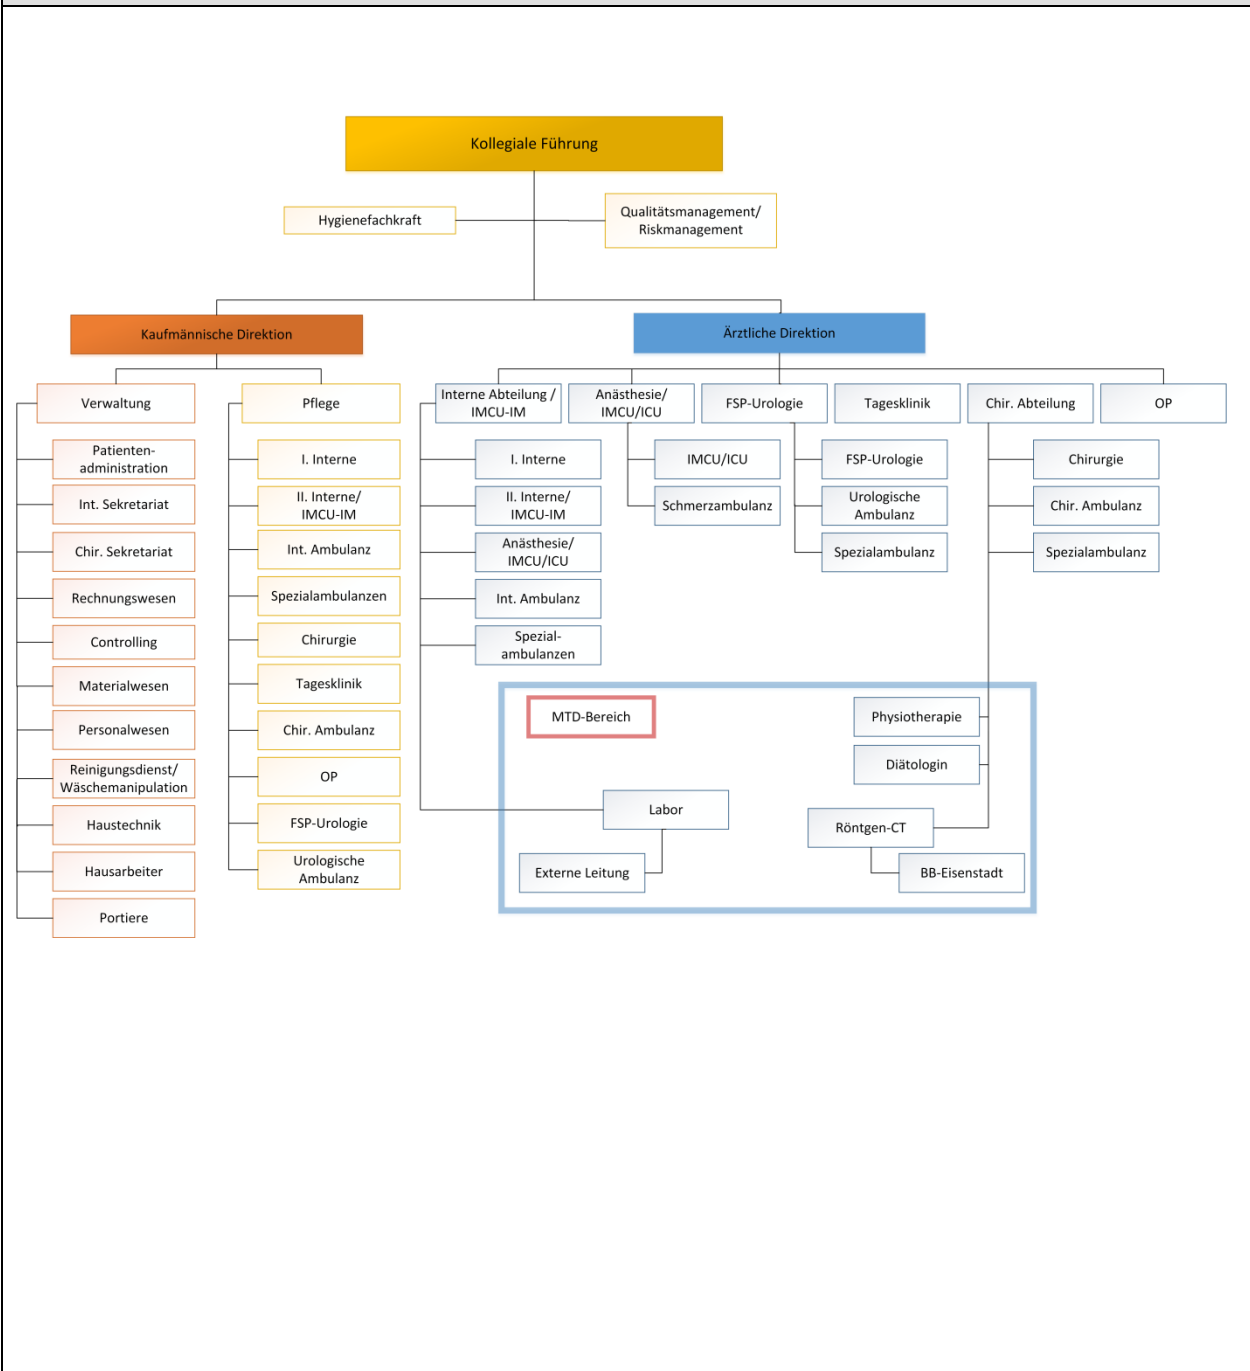 Kollegiale Führung
Hygienefachkraft
Qualitätsmanagement/
Riskmanagement
Kaufmännische Direktion
Ärztliche Direktion
Verwaltung
Patienten-
administration
Int. Sekretariat
Chir. Sekretariat
Rechnungswesen
Controlling
Materialwesen
Personalwesen
Reinigungsdienst/
Wäschemanipulation
Haustechnik
Hausarbeiter
Portiere
Pflege
I. Interne
II. Interne/
IMCU-IM
Int. Ambulanz
Spezialambulanzen
Chirurgie
Tagesklinik
Chir. Ambulanz
OP
FSP-Urologie
Urologische
Ambulanz
Interne Abteilung /
IMCU-IM
I. Interne
II. Interne/
IMCU-IM
Anästhesie/
IMCU/ICU
Int. Ambulanz
Spezial-
ambulanzen
Anästhesie/
IMCU/ICU
IMCU/ICU
Schmerzambulanz
FSP-Urologie
FSP-Urologie
Urologische
Ambulanz
Spezialambulanz
Tagesklinik
Chir. Abteilung
Chirurgie
Chir. Ambulanz
Spezialambulanz
OP
MTD-Bereich
Physiotherapie
Diätologin
Labor
Röntgen-CT
Externe Leitung
BB-Eisenstadt